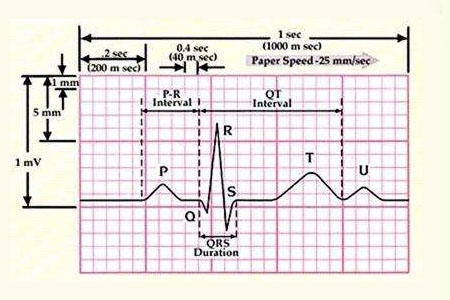 1 sec
(1000 m sec)
.2 sec
(200 m sec)
0.4 sec
(40 m sec)
Paper Speed -25 mm/sec
1 mm
5 mm
1 mV
P-R
Interval
QT
Interval
R
P
T
U
S
Q
QRS
Duration